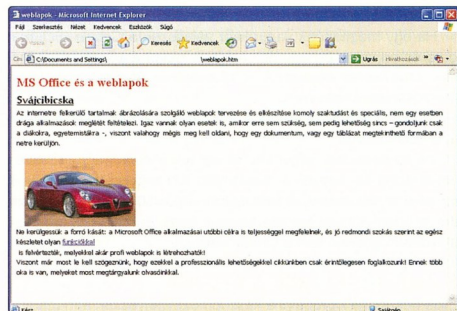 weblapok - Microsoft Internet Explorer
Fájl Szerkesztés Nézet Kedvencek Eszközök Súgó
Keresés Kedvencek
Cím C:\Documents and Settings\ \weblapok.htm Ugrás Hivatkozások »
MS Office és a weblapok
Svájcibicska
Az internetre felkerülő tartalmak ábrázolására szolgáló weblapok tervezése és elkészítése komoly szaktudást és speciális, nem egy esetben
drága alkalmazások meglétét feltételezi. Igaz vannak olyan esetek is, amikor erre sem szükség, sem pedig lehetőség sincs – gondoljunk csak
a diákokra, egyetemistákra -, viszont valahogy mégis meg kell oldani, hogy egy dokumentum, vagy egy táblázat megtekinthető formában a
netre kerüljön.
Ne kerülgessük a forró kását: a Microsoft Office alkalmazásai utóbbi célra is teljességgel megfelelnek, és jó redmondi szokás szerint az egész
készletet olyan funkciókkal
is felvértezték, melyekkel akár profi weblapok is létrehozhatók!
Viszont már most le kell szögeznünk, hogy ezekkel a professzionális lehetőségekkel cikkünkben csak érintőlegesen foglalkozunk! Ennek több
oka is van, melyeket most megtárgyalunk olvasóinkkal.
Kész Sajátgép